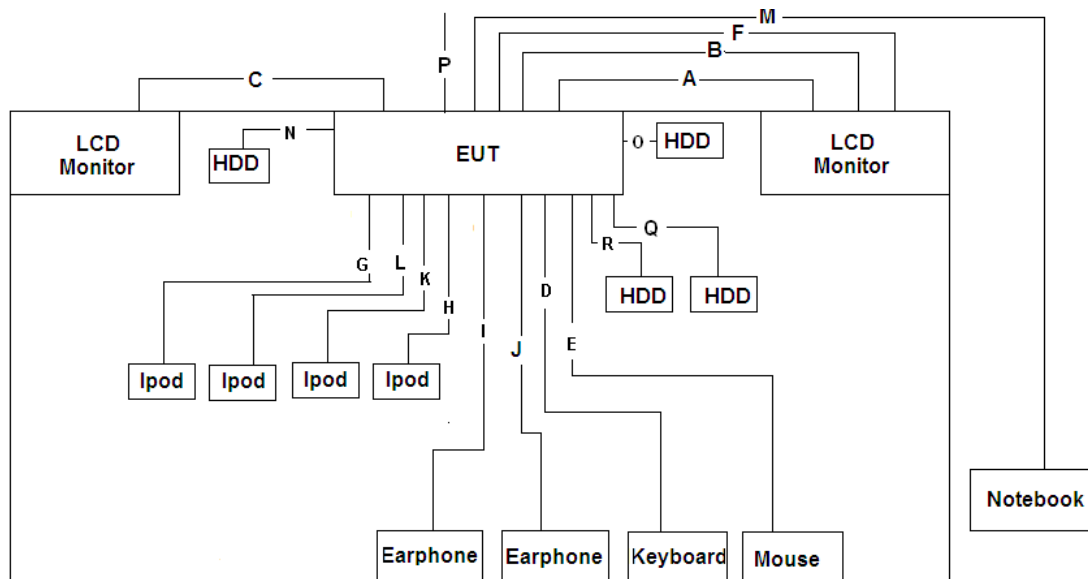 M
F
B
P
C
A
LCD
Monitor
N
HDD
EUT
O
HDD
LCD
Monitor
Q
R
G
L
K
H
D
I
J
E
HDD
HDD
Ipod
Ipod
Ipod
Ipod
Notebook
Earphone
Earphone
Keyboard
Mouse